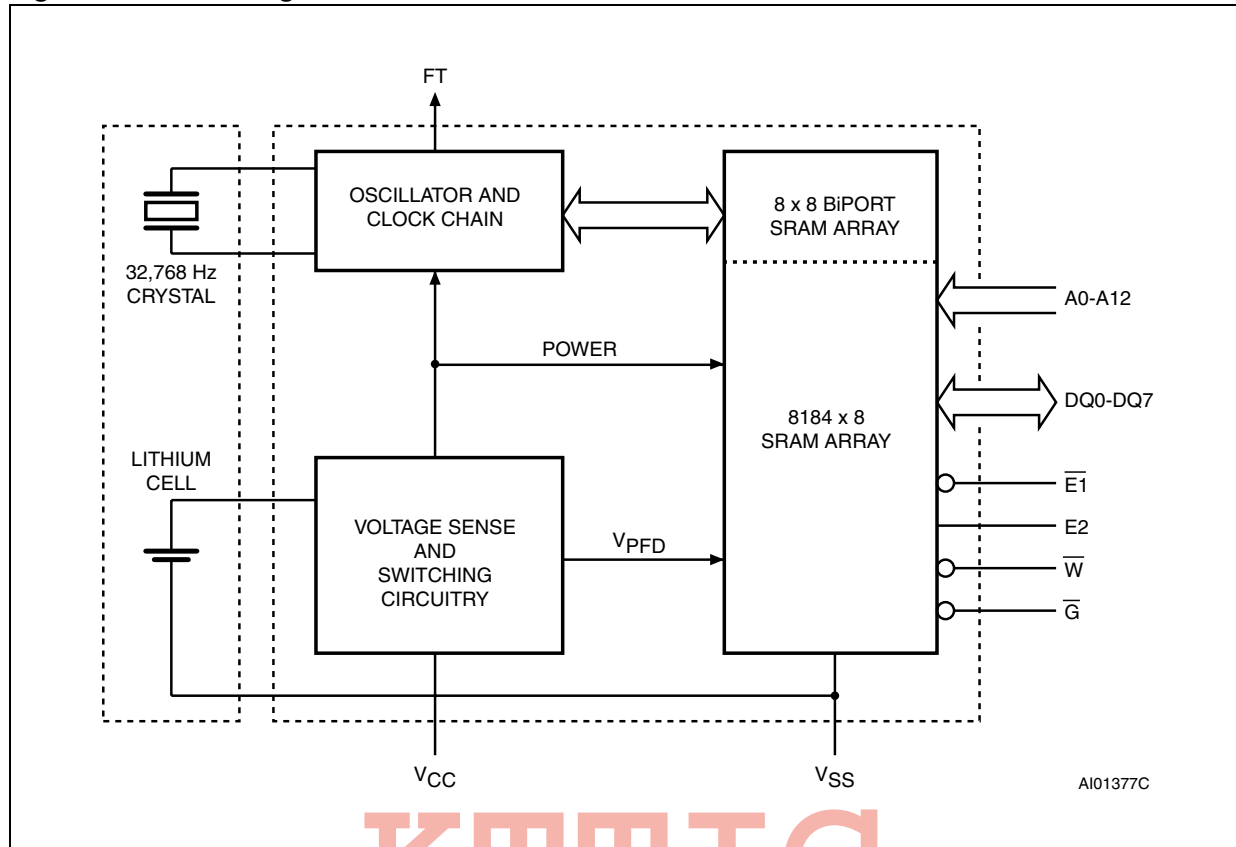 FT
OSCILLATOR AND
CLOCK CHAIN
8 x 8 BiPORT
SRAM ARRAY
32,768 Hz
CRYSTAL
A0-A12
POWER
DQ0-DQ7
8184 x 8
SRAM ARRAY
LITHIUM
CELL
E1
VOLTAGE SENSE
AND
SWITCHING
CIRCUITRY
VPFD
E2
W
G
VCC
VSS
AI01377C